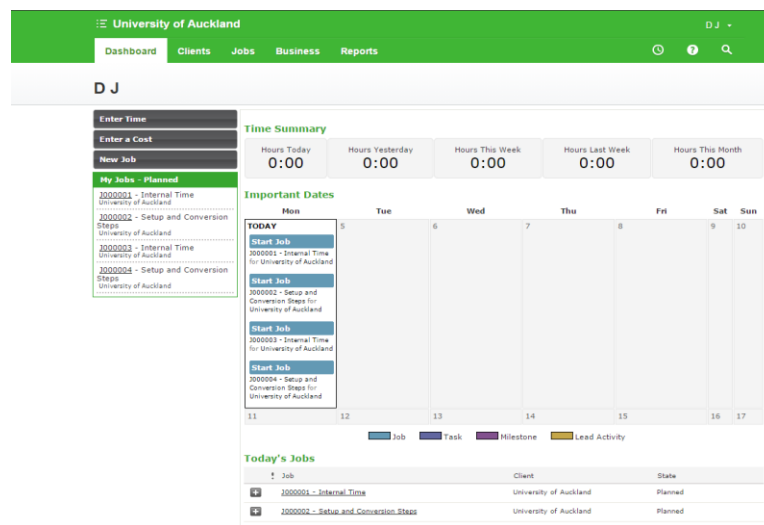 University of Auckland
D J
Dashboard Clients Jobs Business Reports
D J
Enter Time
Enter a Cost
New Job
My Jobs - Planned
J000001 - Internal Time
University of Auckland
J000002 - Setup and Conversion
Steps
University of Auckland
J000003 - Internal Time
University of Auckland
J000004 - Setup and Conversion
Steps
University of Auckland
Time Summary
Hours Today Hours Yesterday Hours This Week Hours Last Week Hours This Month
0:00 0:00 0:00 0:00 0:00
Important Dates
Mon Tue Wed Thu Fri Sat Sun
TODAY 5 6 7 8 9 10
Start Job
J000001 - Internal Time
for University of Auckland
Start Job
J000002 - Setup and
Conversion Steps for
University of Auckland
Start Job
J000003 - Internal Time
for University of Auckland
Start Job
J000004 - Setup and
Conversion Steps for
University of Auckland
11 12 13 14 15 16 17
Job Task Milestone Lead Activity
Today's Jobs
! Job Client State
J000001 - Internal Time University of Auckland Planned
J000002 - Setup and Conversion Steps University of Auckland Planned